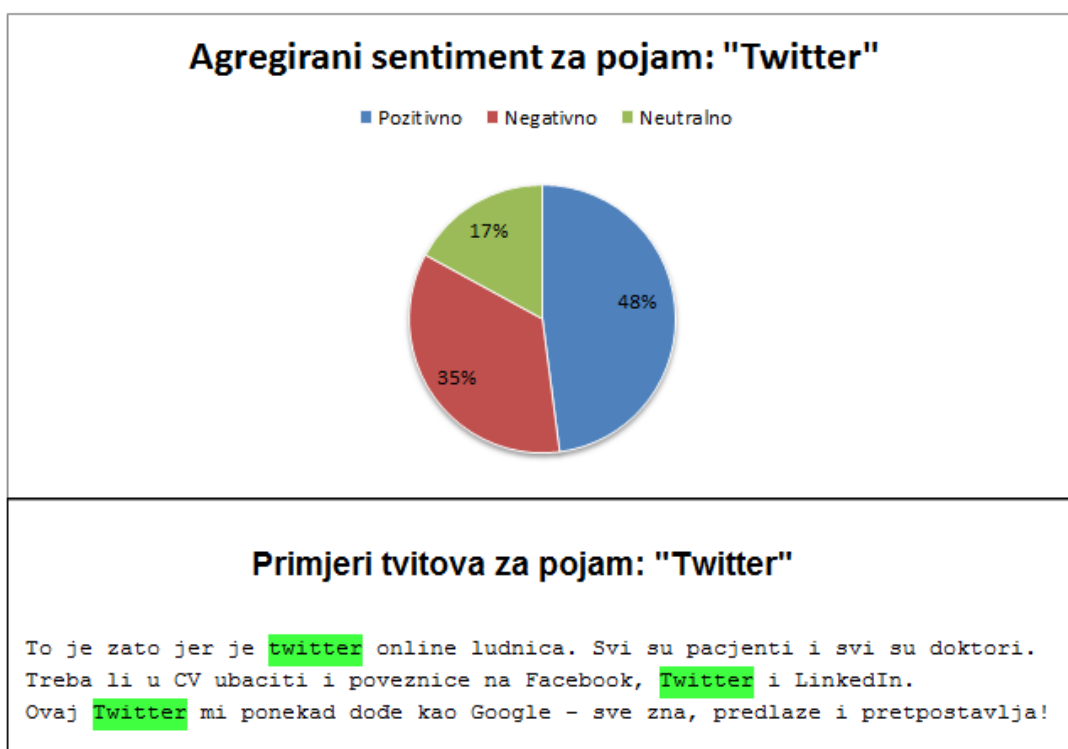 Agregirani sentiment za pojam: "Twitter"
Pozitivno Negativno Neutralno
17%
48%
35%
Primjeri tvitova za pojam: "Twitter"
To je zato jer je twitter online ludnica. Svi su pacjenti i svi su doktori.
Treba li u CV ubaciti i poveznice na Facebook, Twitter i LinkedIn.
Ovaj Twitter mi ponekad dođe kao Google – sve zna, predlaze i pretpostavlja!